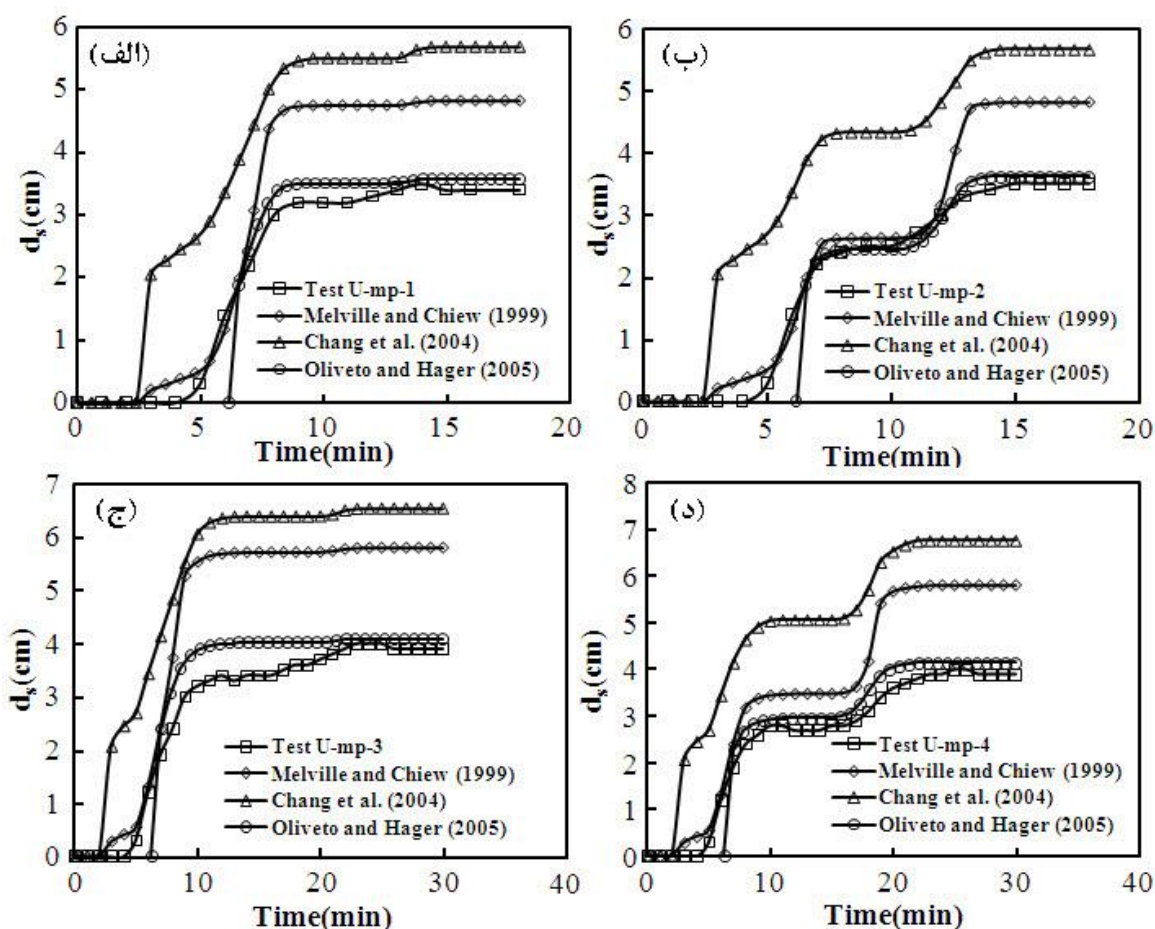 (الف)
6
5
4
3
2
1
0
d_s(cm)
Test U-mp-1
Melville and Chiew (1999)
Chang et al. (2004)
Oliveto and Hager (2005)
0 5 10 15 20
Time(min)
(ب)
6
5
4
3
2
1
0
d_s(cm)
Test U-mp-2
Melville and Chiew (1999)
Chang et al. (2004)
Oliveto and Hager (2005)
0 5 10 15 20
Time(min)
(ج)
7
6
5
4
3
2
1
0
d_s(cm)
Test U-mp-3
Melville and Chiew (1999)
Chang et al. (2004)
Oliveto and Hager (2005)
0 10 20 30 40
Time(min)
(د)
8
7
6
5
4
3
2
1
0
d_s(cm)
Test U-mp-4
Melville and Chiew (1999)
Chang et al. (2004)
Oliveto and Hager (2005)
0 10 20 30 40
Time(min)